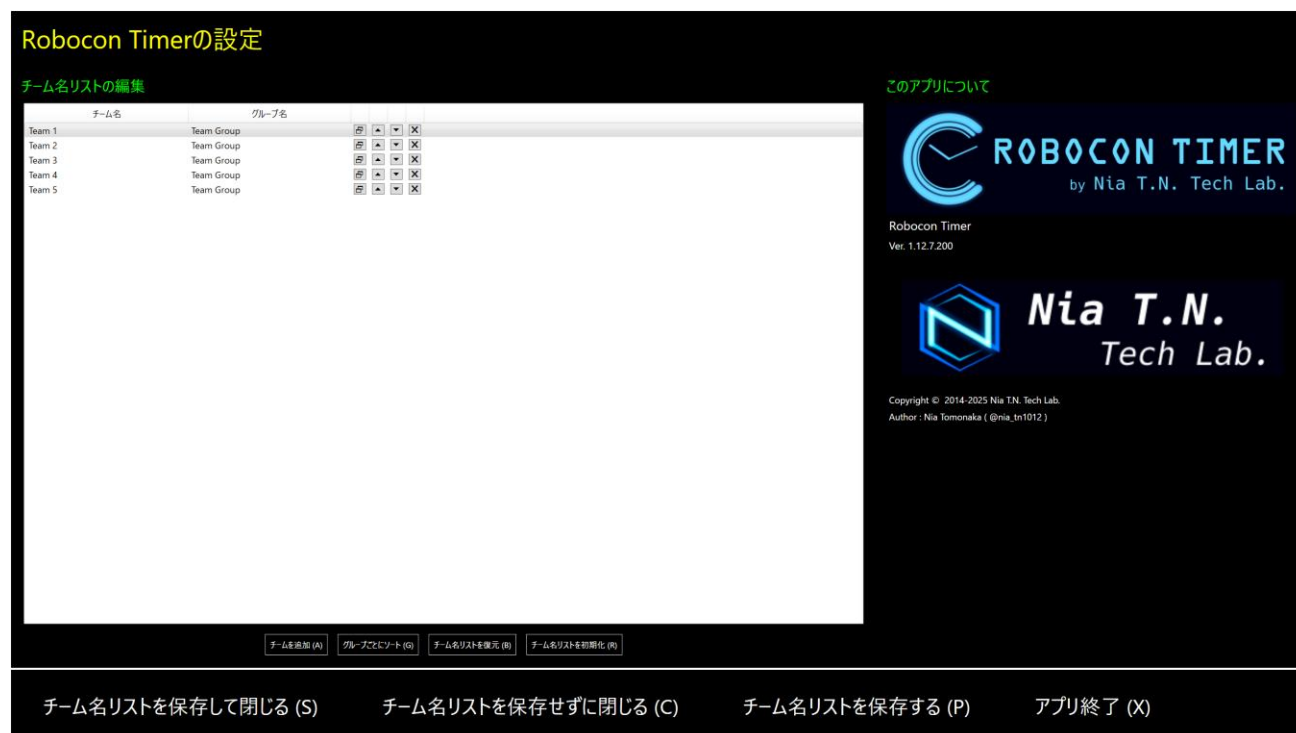 Robocon Timerの設定
チーム名リストの編集
チーム名 グループ名
Team 1 Team Group
Team 2 Team Group
Team 3 Team Group
Team 4 Team Group
Team 5 Team Group
チームを追加 (A) グループごとにソート (G) チーム名リストを復元 (B) チーム名リストを初期化 (R)
このアプリについて
ROBOCON TIMER
by Nia T.N. Tech Lab.
Robocon Timer
Ver. 1.12.7.200
Nia T.N.
Tech Lab.
Copyright © 2014-2025 Nia T.N. Tech Lab.
Author : Nia Tomonaka ( @nia_tn1012 )
チーム名リストを保存して閉じる (S) チーム名リストを保存せずに閉じる (C) チーム名リストを保存する (P) アプリ終了 (X)